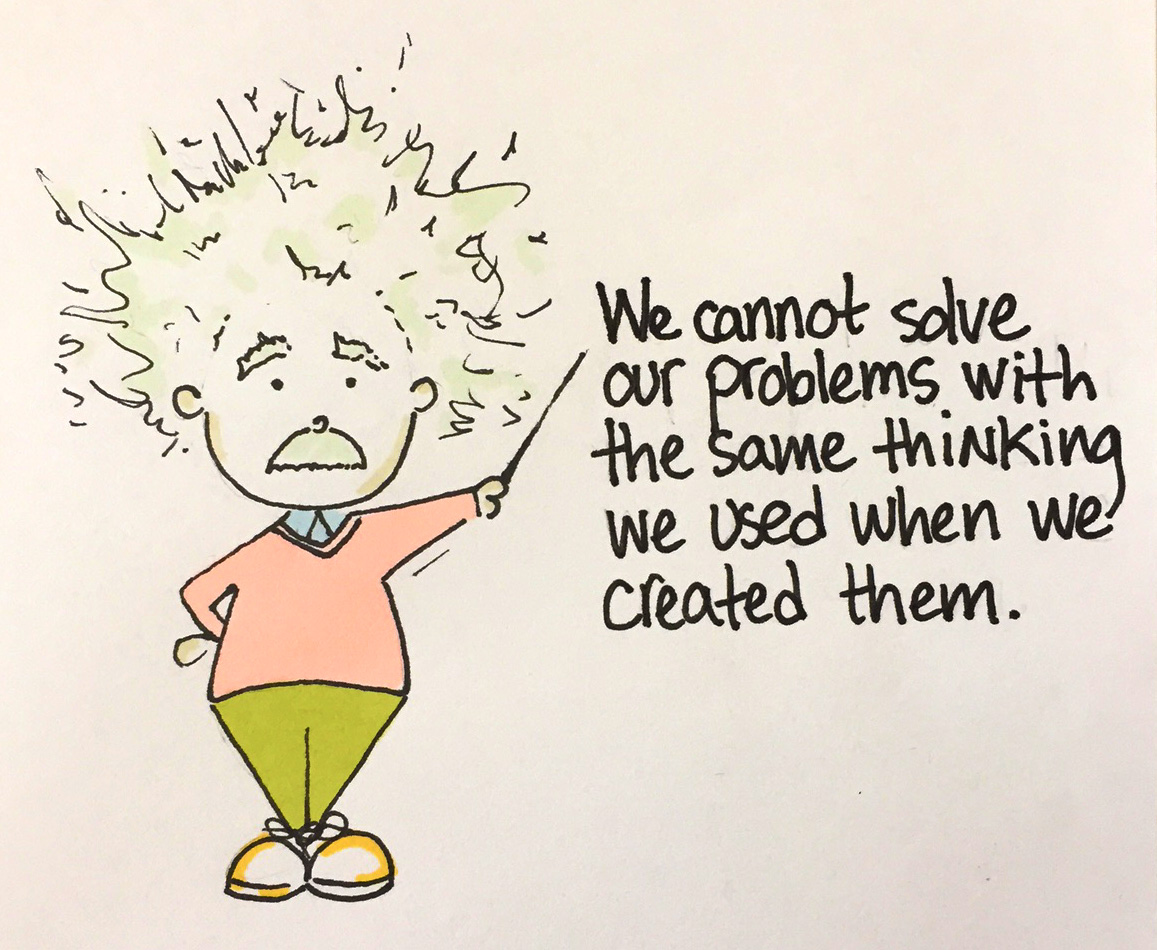 We cannot solve
our problems with
the same thinking
we used when we
created them.